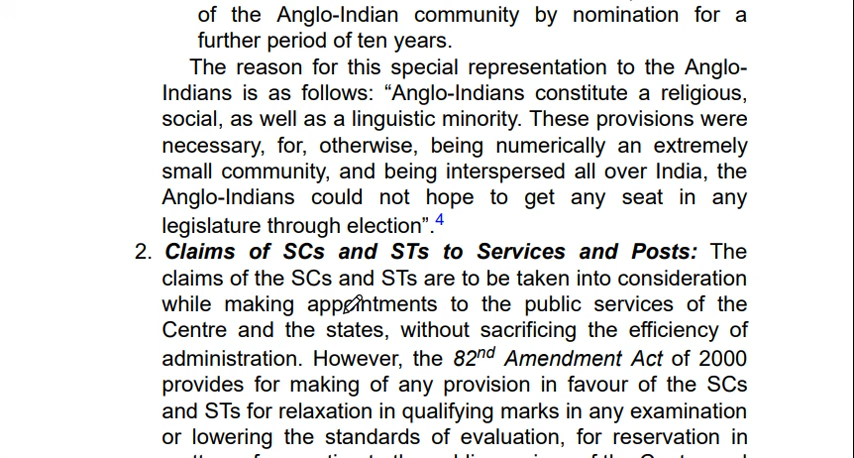 of the Anglo-Indian community by nomination for a
further period of ten years.
The reason for this special representation to the Anglo-
Indians is as follows: “Anglo-Indians constitute a religious,
social, as well as a linguistic minority. These provisions were
necessary, for, otherwise, being numerically an extremely
small community, and being interspersed all over India, the
Anglo-Indians could not hope to get any seat in any
legislature through election”.4
2. Claims of SCs and STs to Services and Posts: The
claims of the SCs and STs are to be taken into consideration
while making appointments to the public services of the
Centre and the states, without sacrificing the efficiency of
administration. However, the 82nd Amendment Act of 2000
provides for making of any provision in favour of the SCs
and STs for relaxation in qualifying marks in any examination
or lowering the standards of evaluation, for reservation in